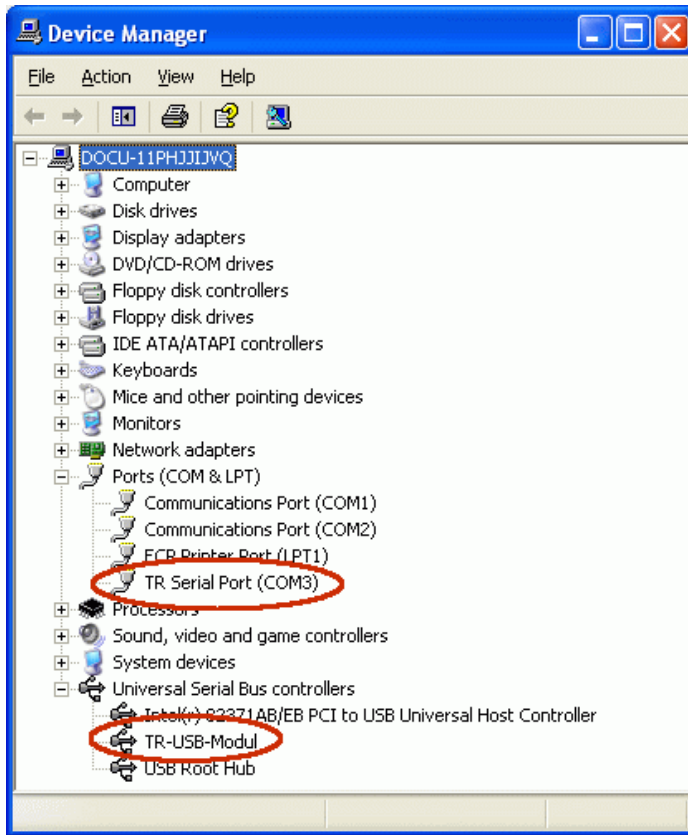 Device Manager
File Action View Help
DOCU-11PHJJIJVQ
Computer
Disk drives
Display adapters
DVD/CD-ROM drives
Floppy disk controllers
Floppy disk drives
IDE ATA/ATAPI controllers
Keyboards
Mice and other pointing devices
Monitors
Network adapters
Ports (COM & LPT)
Communications Port (COM1)
Communications Port (COM2)
ECP Printer Port (LPT1)
TR Serial Port (COM3)
Processors
Sound, video and game controllers
System devices
Universal Serial Bus controllers
Intel(r) 82371AB/EB PCI to USB Universal Host Controller
TR-USB-Modul
USB Root Hub